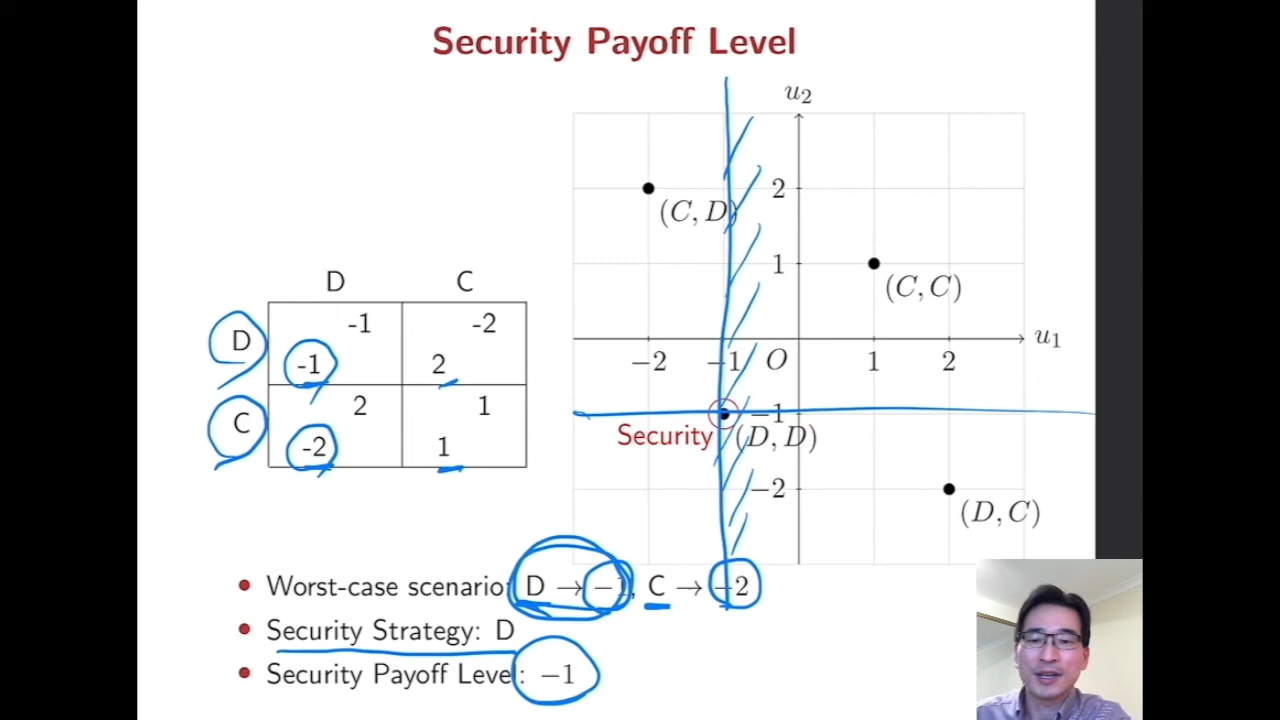 Security Payoff Level
u2
2
(C, D)
1
(C, C)
−2 −1 O 1 2 u1
−1
Security (D, D)
−2
(D, C)
D C
D -1 -2
-1 2
C 2 1
-2 1
Worst-case scenario: D → −1, C → −2
Security Strategy: D
Security Payoff Level: −1